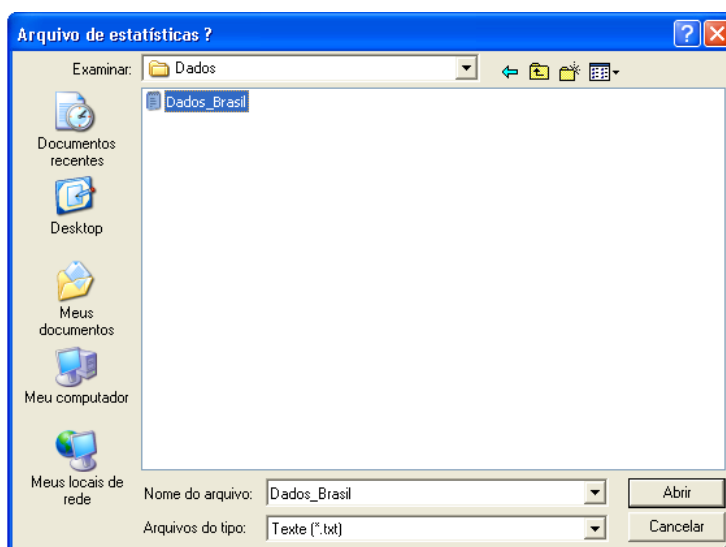 Arquivo de estatísticas ?
Examinar:
Dados
Dados_Brasil
Documentos
recentes
Desktop
Meus
documentos
Meu computador
Meus locais de
rede
Nome do arquivo:
Dados_Brasil
Abrir
Arquivos do tipo:
Texte (*.txt)
Cancelar